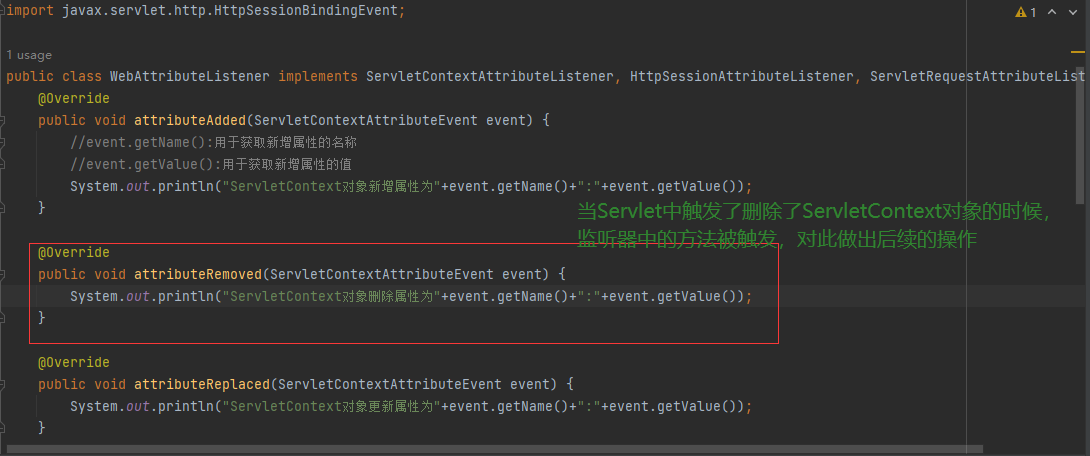 import javax.servlet.http.HttpSessionBindingEvent;
1
1 usage
public class WebAttributeListener implements ServletContextAttributeListener, HttpSessionAttributeListener, ServletRequestAttributeList
@Override
public void attributeAdded(ServletContextAttributeEvent event) {
//event.getName():用于获取新增属性的名称
//event.getValue():用于获取新增属性的值
System.out.println("ServletContext对象新增属性为"+event.getName()+":"+event.getValue());
}
当Servlet中触发了删除了ServletContext对象的时候，
监听器中的方法被触发，对此做出后续的操作
@Override
public void attributeRemoved(ServletContextAttributeEvent event) {
System.out.println("ServletContext对象删除属性为"+event.getName()+":"+event.getValue());
}
@Override
public void attributeReplaced(ServletContextAttributeEvent event) {
System.out.println("ServletContext对象更新属性为"+event.getName()+":"+event.getValue());
}